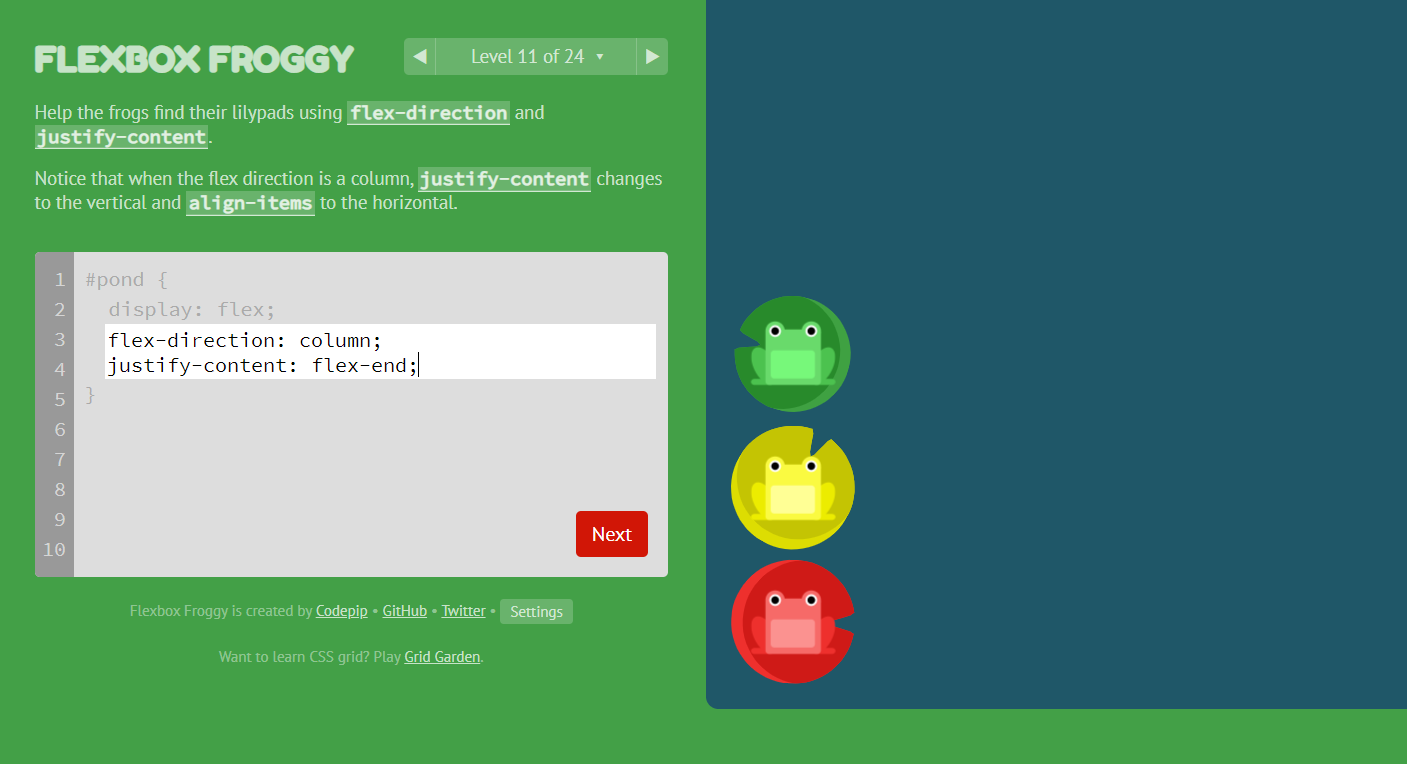 FLEXBOX FROGGY
◀ Level 11 of 24 ▼ ▶
Help the frogs find their lilypads using flex-direction and
justify-content.
Notice that when the flex direction is a column, justify-content changes
to the vertical and align-items to the horizontal.
1 #pond {
2 display: flex;
3 flex-direction: column;
4 justify-content: flex-end;
5 }
6
7
8
9
Next
10
Flexbox Froggy is created by Codepip • GitHub • Twitter • Settings
Want to learn CSS grid? Play Grid Garden.